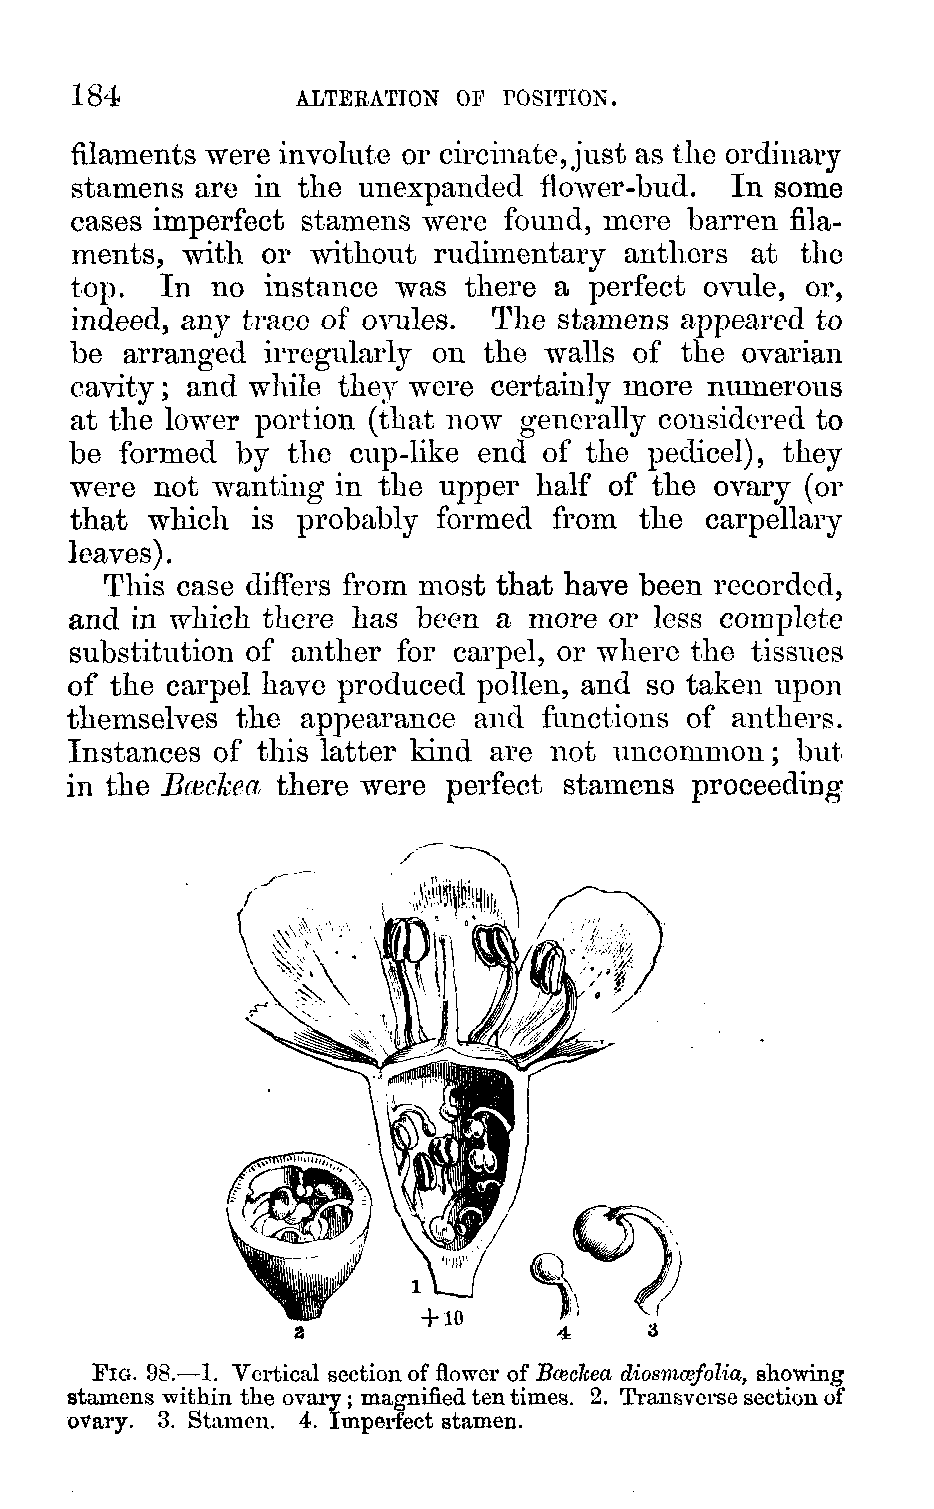 184 ALTERATION OF POSITION.
filaments were involute or circinate, just as the ordinary
stamens are in the unexpanded flower-bud. In some
cases imperfect stamens were found, mere barren fila-
ments, with or without rudimentary anthers at the
top. In no instance was there a perfect ovule, or,
indeed, any trace of ovules. The stamens appeared to
be arranged irregularly on the walls of the ovarian
cavity; and while they were certainly more numerous
at the lower portion (that now generally considered to
be formed by the cup-like end of the pedicel), they
were not wanting in the upper half of the ovary (or
that which is probably formed from the carpellary
leaves).
This case differs from most that have been recorded,
and in which there has been a more or less complete
substitution of anther for carpel, or where the tissues
of the carpel have produced pollen, and so taken upon
themselves the appearance and functions of anthers.
Instances of this latter kind are not uncommon; but
in the Bœckea there were perfect stamens proceeding
1
+10
2
4
3
FIG. 98.—1. Vertical section of flower of Bœckea diosmæfolia, showing
stamens within the ovary; magnified ten times. 2. Transverse section of
ovary. 3. Stamen. 4. Imperfect stamen.